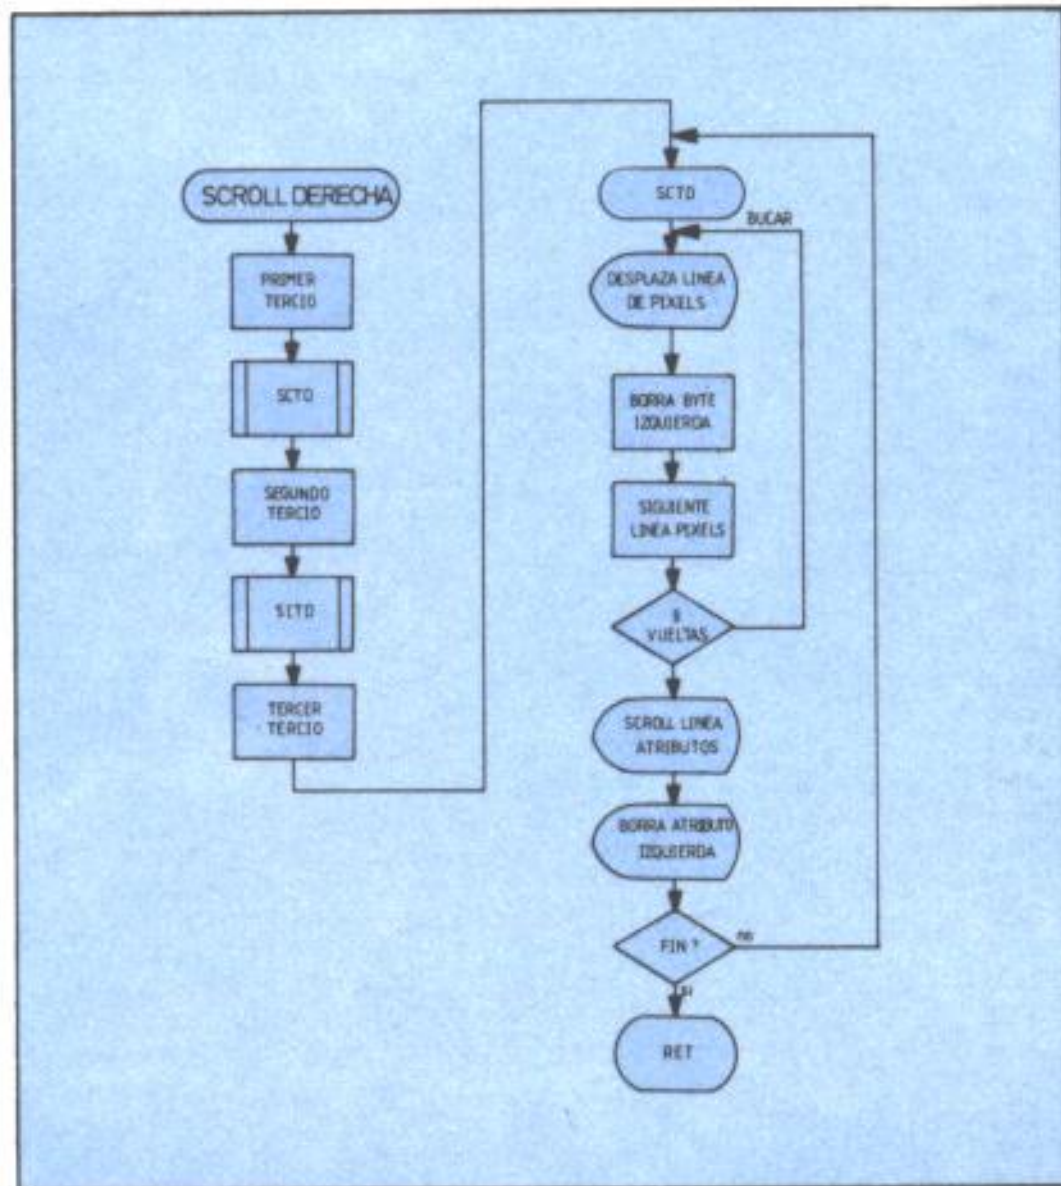 SCROLL DERECHA
PRIMER
TERCIO
SCTD
SEGUNDO
TERCIO
SCTD
TERCER
TERCIO
SCTD
BUCAR
DESPLAZA LINEA
DE PIXELS
BORRA BYTE
IZQUIERDA
SIGUIENTE
LINEA PIXELS
8
VUELTAS
SCROLL LINEA
ATRIBUTOS
BORRA ATRIBUTO
IZQUIERDA
FIN ?
no
si
RET